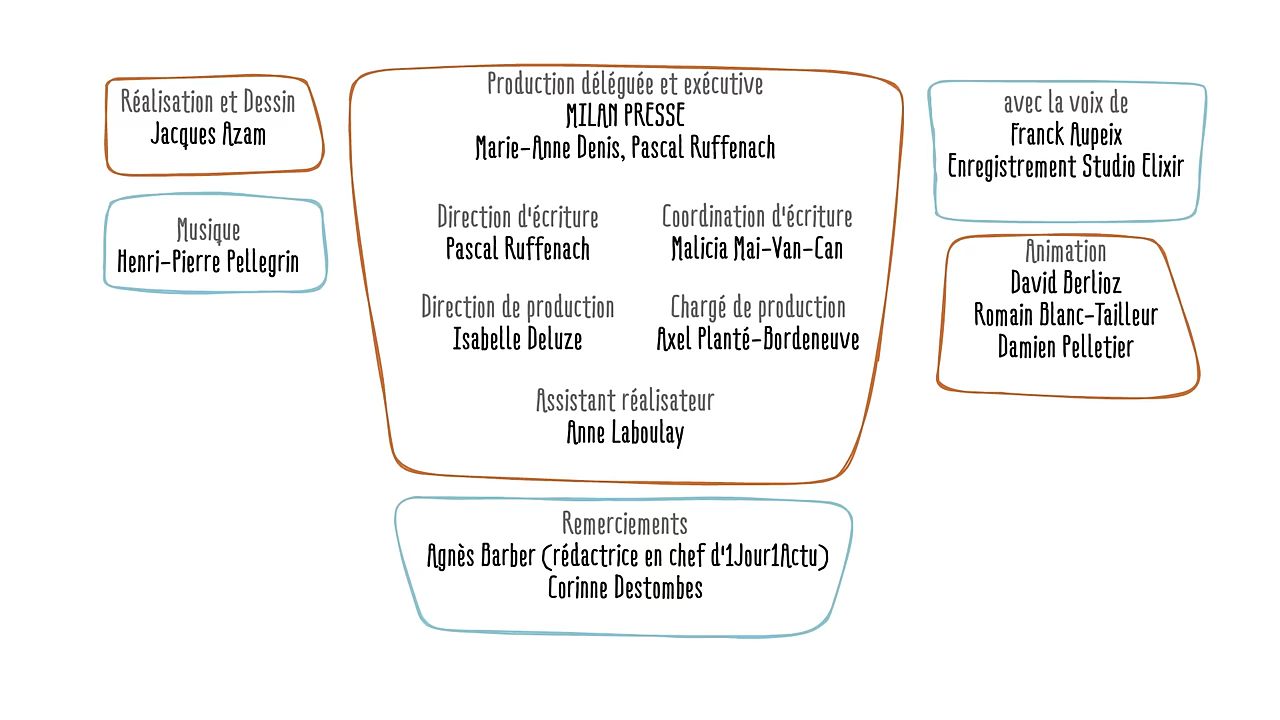 Réalisation et Dessin
Jacques Azam
Musique
Henri-Pierre Pellegrin
Production déléguée et exécutive
MILAN PRESSE
Marie-Anne Denis, Pascal Ruffenach
Direction d'écriture
Pascal Ruffenach
Coordination d'écriture
Malicia Mai-Van-Can
Direction de production
Isabelle Deluze
Chargé de production
Axel Planté-Bordeneuve
Assistant réalisateur
Anne Laboulay
Remerciements
Agnès Barber (rédactrice en chef d'1Jour1Actu)
Corinne Destombes
avec la voix de
Franck Aupeix
Enregistrement Studio Elixir
Animation
David Berlioz
Romain Blanc-Tailleur
Damien Pelletier